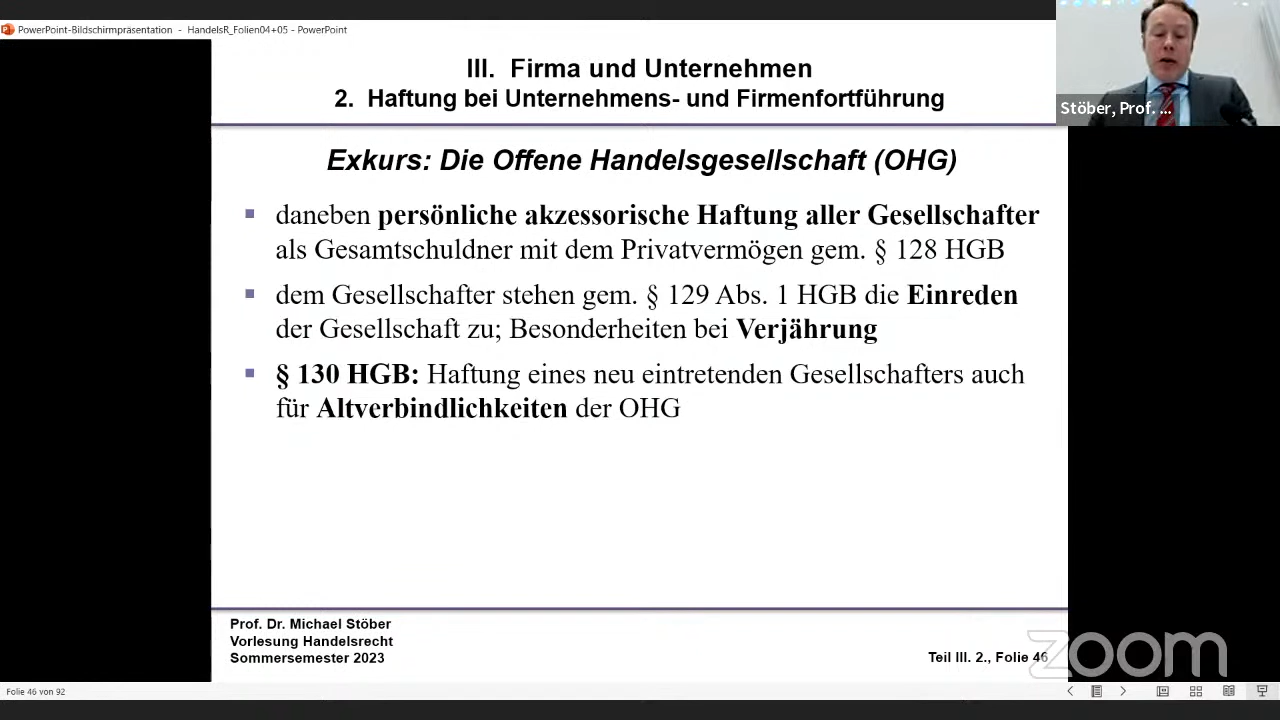 PowerPoint-Bildschirmpräsentation - HandelsR_Folien04+05 - PowerPoint
Stöber, Prof. ...
III. Firma und Unternehmen
2. Haftung bei Unternehmens- und Firmenfortführung
Exkurs: Die Offene Handelsgesellschaft (OHG)
daneben persönliche akzessorische Haftung aller Gesellschafter
als Gesamtschuldner mit dem Privatvermögen gem. § 128 HGB
dem Gesellschafter stehen gem. § 129 Abs. 1 HGB die Einreden
der Gesellschaft zu; Besonderheiten bei Verjährung
§ 130 HGB: Haftung eines neu eintretenden Gesellschafters auch
für Altverbindlichkeiten der OHG
Prof. Dr. Michael Stöber
Vorlesung Handelsrecht
Sommersemester 2023
Teil III. 2., Folie 46
zoom
Folie 46 von 92